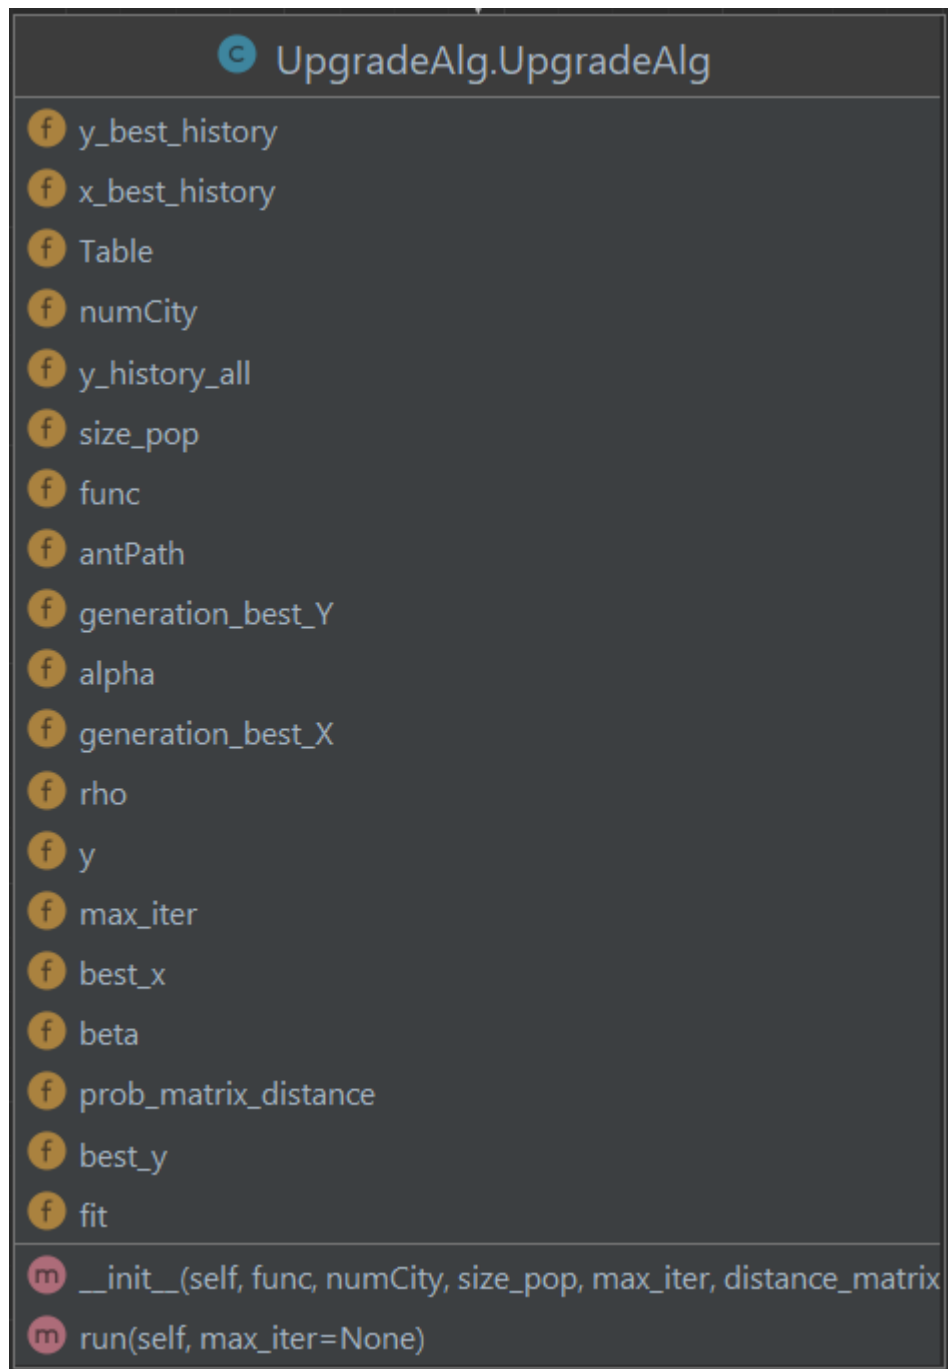 C UpgradeAlg.UpgradeAlg
f y_best_history
f x_best_history
f Table
f numCity
f y_history_all
f size_pop
f func
f antPath
f generation_best_Y
f alpha
f generation_best_X
f rho
f y
f max_iter
f best_x
f beta
f prob_matrix_distance
f best_y
f fit
m __init__(self, func, numCity, size_pop, max_iter, distance_matrix
m run(self, max_iter=None)